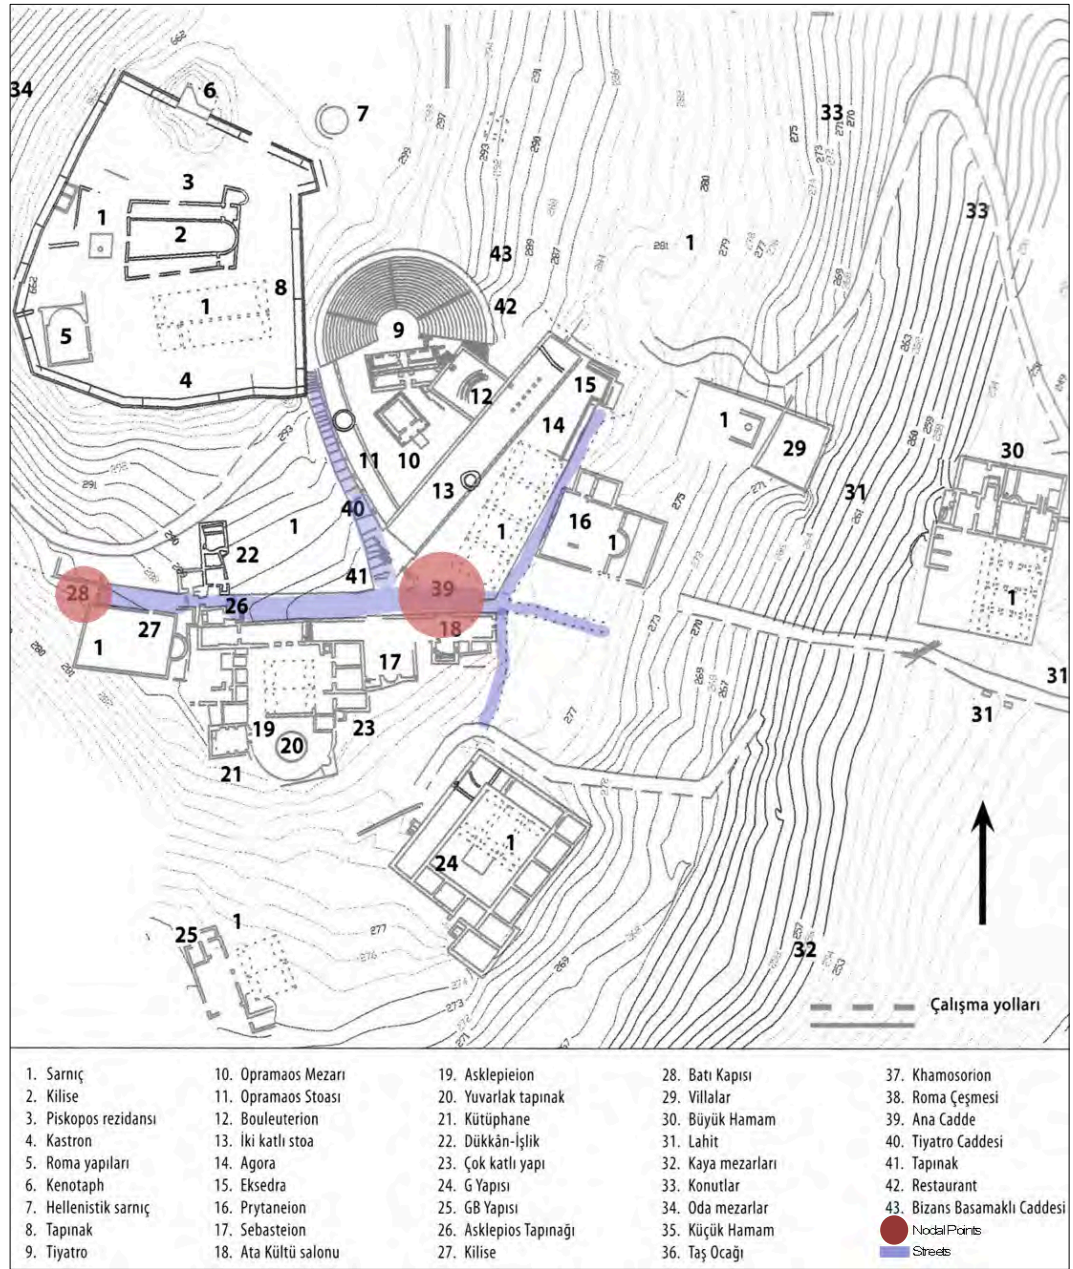 34
6
7
33
3
1
2
33
1
43
8
1
42
9
5
4
12
15
14
1
29
30
11
10
13
31
40
1
16
1
1
22
41
39
1
28
26
18
27
1
17
31
31
19
20
23
21
1
24
1
25
32
Çalışma yolları
1. Sarnıç
2. Kilise
3. Piskopos rezidansı
4. Kastron
5. Roma yapıları
6. Kenotaph
7. Hellenistik sarnıç
8. Tapınak
9. Tiyatro
10. Opramaos Mezarı
11. Opramaos Stoası
12. Bouleuterion
13. İki katlı stoa
14. Agora
15. Eksedra
16. Prytaneion
17. Sebasteion
18. Ata Kültü salonu
19. Asklepieion
20. Yuvarlak tapınak
21. Kütüphane
22. Dükkân-İşlik
23. Çok katlı yapı
24. G Yapısı
25. GB Yapısı
26. Asklepios Tapınağı
27. Kilise
28. Batı Kapısı
29. Villalar
30. Büyük Hamam
31. Lahit
32. Kaya mezarları
33. Konutlar
34. Oda mezarlar
35. Küçük Hamam
36. Taş Ocağı
37. Khamosorion
38. Roma Çeşmesi
39. Ana Cadde
40. Tiyatro Caddesi
41. Tapınak
42. Restaurant
43. Bizans Basamaklı Caddesi
Nodal Points
Streets